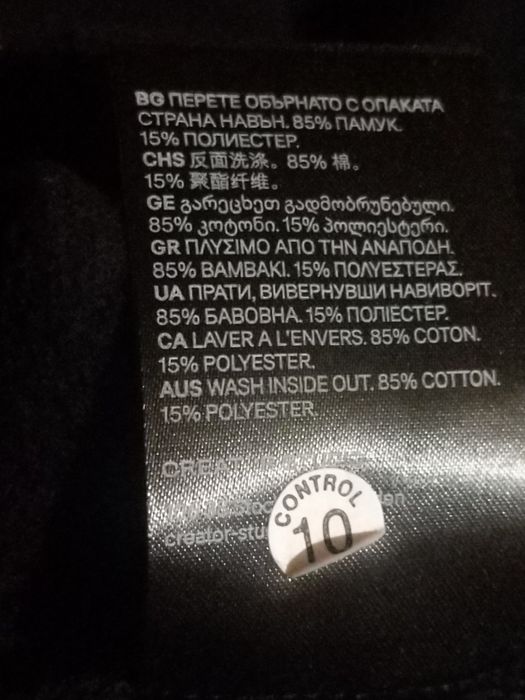 BG ПЕРЕТЕ ОБЪРНАТО С ОПАКАТА
СТРАНА НАВЪН. 85% ПАМУК.
15% ПОЛИЕСТЕР.
CHS 反面洗涤。85% 棉。
15% 聚酯纤维。
GE გარეცხეთ გადმობრუნებული.
85% კოტონი. 15% პოლიესტერი.
GR ΠΛΥΣΙΜΟ ΑΠΟ ΤΗΝ ΑΝΑΠΟΔΗ.
85% ΒΑΜΒΑΚΙ. 15% ΠΟΛΥΕΣΤΕΡΑΣ.
UA ПРАТИ, ВИВЕРНУВШИ НАВИВОРІТ.
85% БАВОВНА. 15% ПОЛІЕСТЕР.
CA LAVER A L'ENVERS. 85% COTON.
15% POLYESTER.
AUS WASH INSIDE OUT. 85% COTTON.
15% POLYESTER.
CONTROL
10